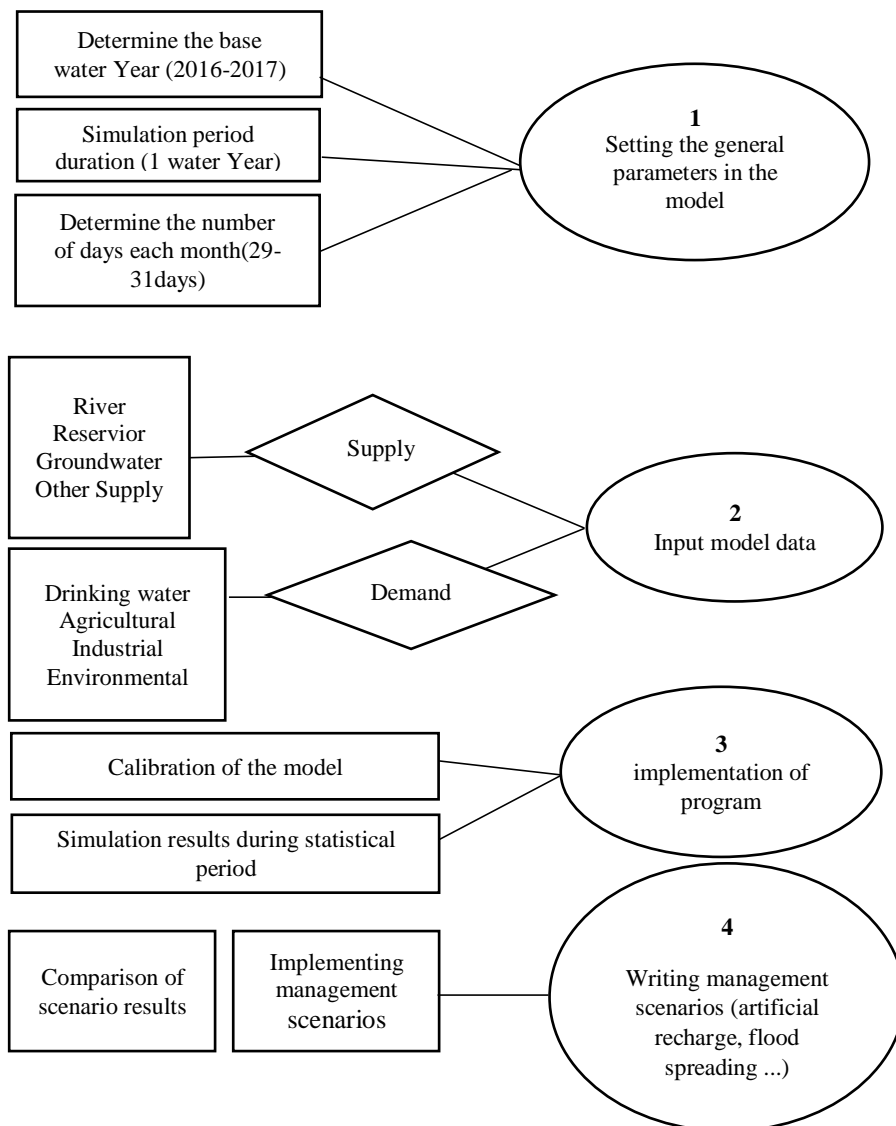 Determine the base
water Year (2016-2017)
Simulation period
duration (1 water Year)
Determine the number
of days each month(29-
31days)
1
Setting the general
parameters in the
model
River
Reservior
Groundwater
Other Supply
Supply
Drinking water
Agricultural
Industrial
Environmental
Demand
2
Input model data
Calibration of the model
Simulation results during statistical
period
3
implementation of
program
Comparison of
scenario results
Implementing
management
scenarios
4
Writing management
scenarios (artificial
recharge, flood
spreading ...)